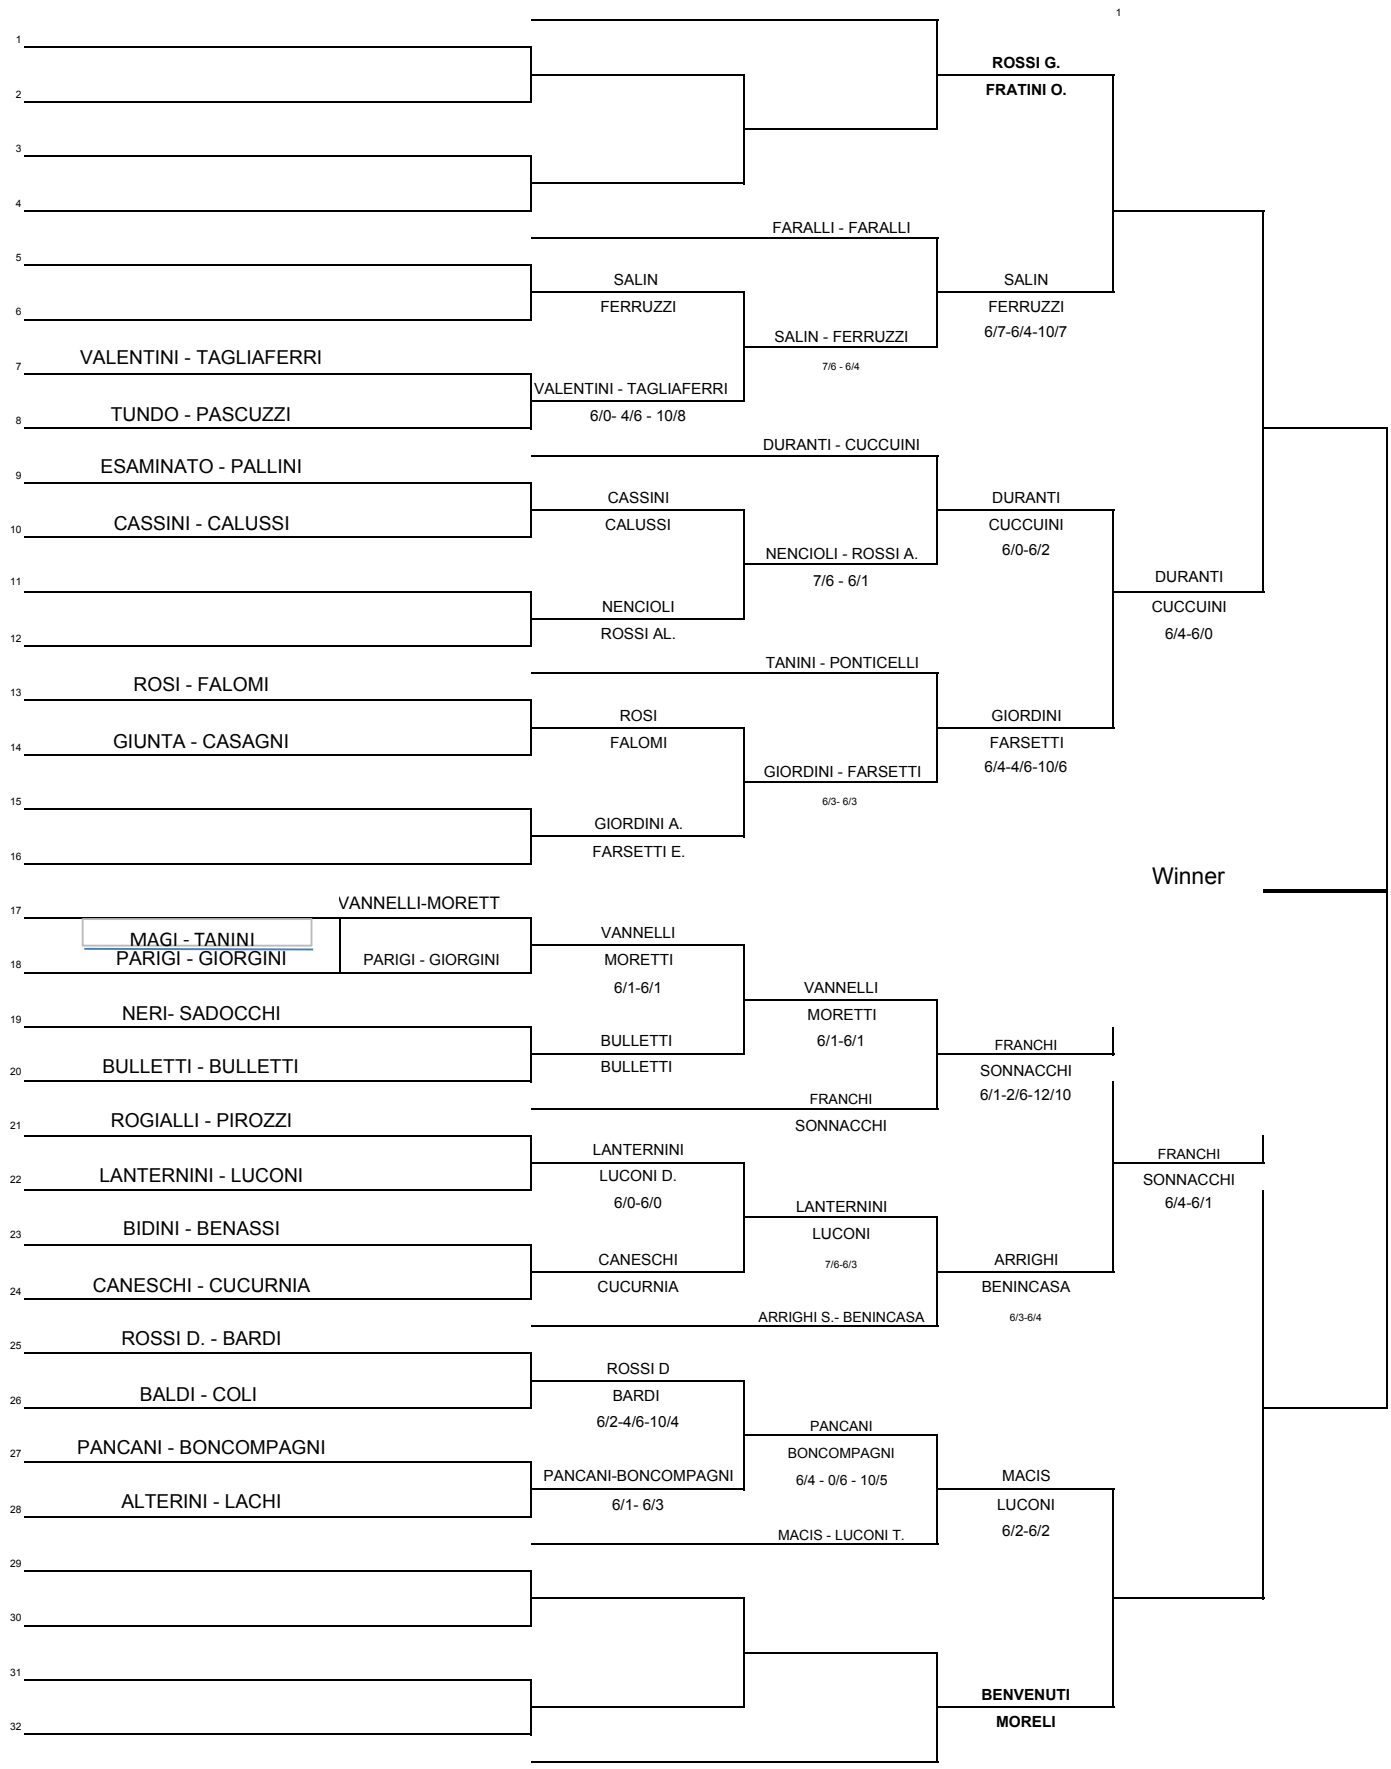 1
1
ROSSI G.
2
FRATINI O.
3
4
FARALLI - FARALLI
5
SALIN
SALIN
6
FERRUZZI
FERRUZZI
SALIN - FERRUZZI
6/7-6/4-10/7
7
VALENTINI - TAGLIAFERRI
7/6 - 6/4
VALENTINI - TAGLIAFERRI
8
TUNDO - PASCUZZI
6/0- 4/6 - 10/8
DURANTI - CUCCUINI
9
ESAMINATO - PALLINI
CASSINI
DURANTI
10
CASSINI - CALUSSI
CALUSSI
CUCCUINI
NENCIOLI - ROSSI A.
6/0-6/2
11
7/6 - 6/1
DURANTI
NENCIOLI
CUCCUINI
12
ROSSI AL.
6/4-6/0
TANINI - PONTICELLI
13
ROSI - FALOMI
ROSI
GIORDINI
14
GIUNTA - CASAGNI
FALOMI
FARSETTI
GIORDINI - FARSETTI
6/4-4/6-10/6
15
6/3- 6/3
GIORDINI A.
16
FARSETTI E.
Winner
17
VANNELLI-MORETT
MAGI - TANINI
VANNELLI
18
PARIGI - GIORGINI
PARIGI - GIORGINI
MORETTI
6/1-6/1
VANNELLI
19
NERI- SADOCCHI
MORETTI
BULLETTI
6/1-6/1
FRANCHI
20
BULLETTI - BULLETTI
BULLETTI
SONNACCHI
6/1-2/6-12/10
FRANCHI
21
ROGIALLI - PIROZZI
SONNACCHI
LANTERNINI
FRANCHI
22
LANTERNINI - LUCONI
LUCONI D.
SONNACCHI
6/0-6/0
LANTERNINI
6/4-6/1
23
BIDINI - BENASSI
LUCONI
CANESCHI
7/6-6/3
ARRIGHI
24
CANESCHI - CUCURNIA
CUCURNIA
BENINCASA
ARRIGHI S.- BENINCASA
6/3-6/4
25
ROSSI D. - BARDI
ROSSI D
26
BALDI - COLI
BARDI
6/2-4/6-10/4
PANCANI
27
PANCANI - BONCOMPAGNI
BONCOMPAGNI
PANCANI-BONCOMPAGNI
6/4 - 0/6 - 10/5
MACIS
28
ALTERINI - LACHI
6/1- 6/3
LUCONI
MACIS - LUCONI T.
6/2-6/2
29
30
31
BENVENUTI
32
MORELI